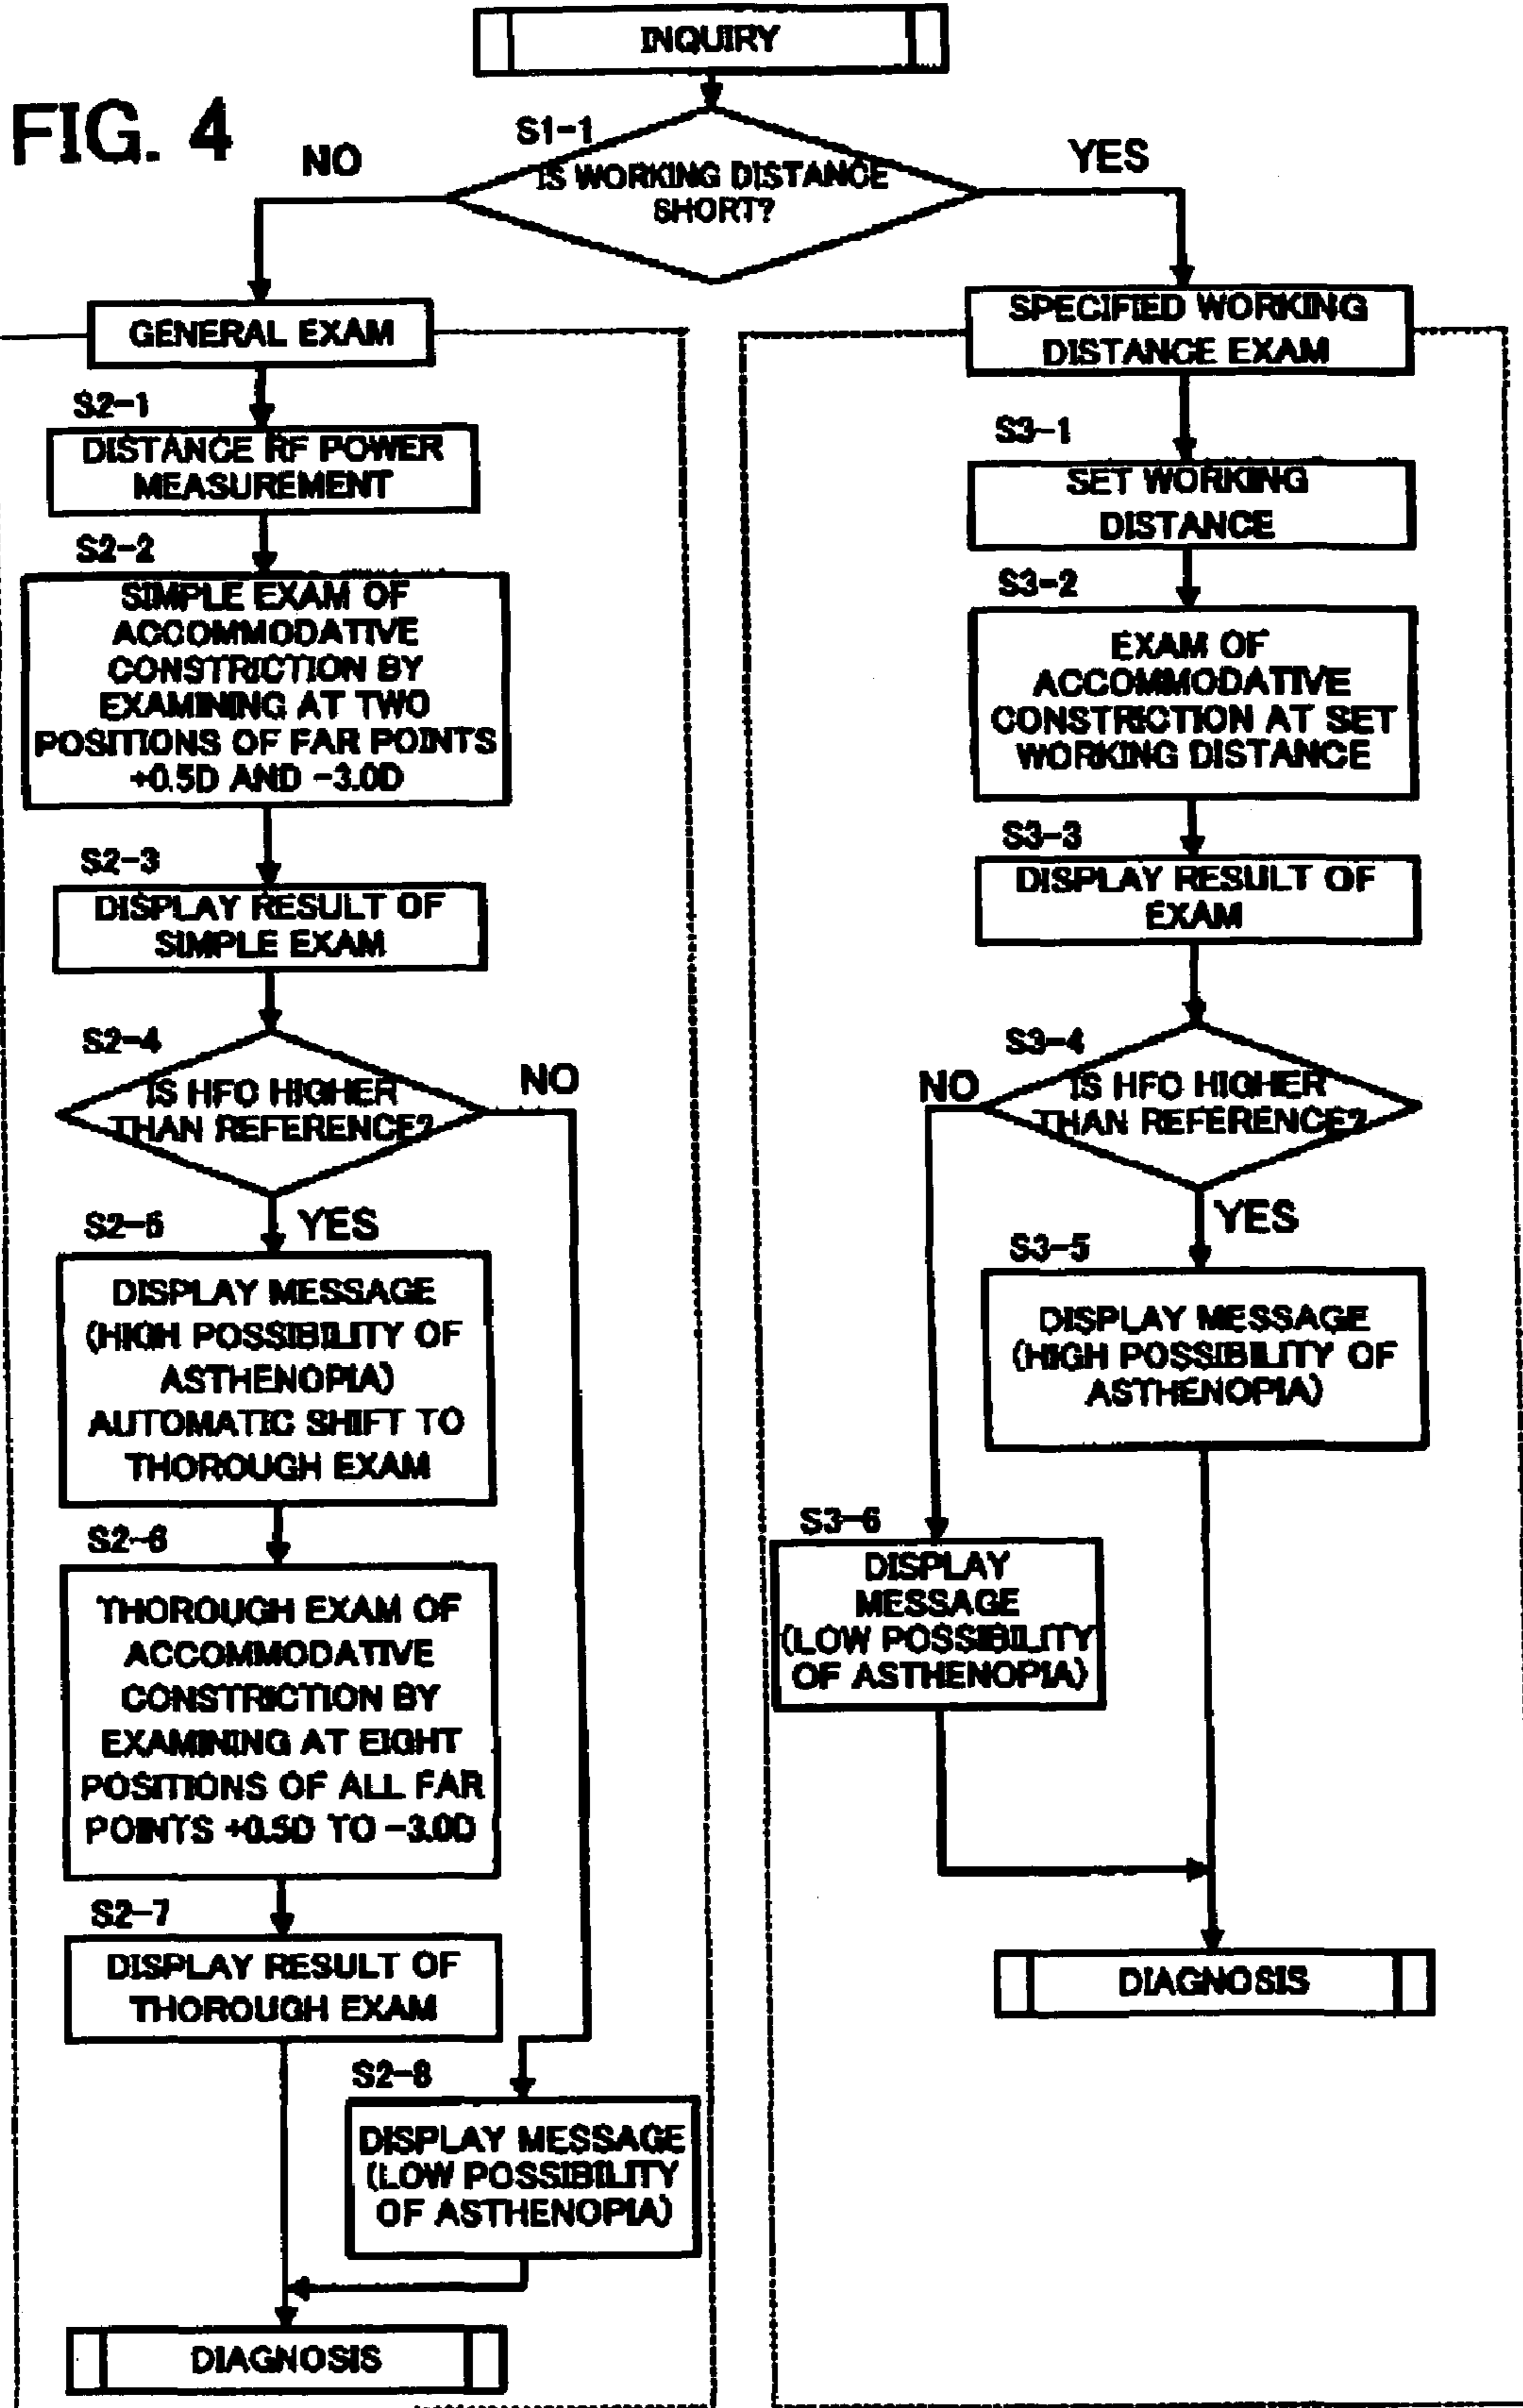 INQUIRY
FIG. 4
S1-1
NO
YES
IS WORKING DISTANCE
SHORT?
GENERAL EXAM
S2-1
DISTANCE RF POWER
MEASUREMENT
S2-2
SIMPLE EXAM OF
ACCOMMODATIVE
CONSTRICTION BY
EXAMINING AT TWO
POSITIONS OF FAR POINTS
+0.5D AND -3.0D
S2-3
DISPLAY RESULT OF
SIMPLE EXAM
S2-4
IS HFC HIGHER
THAN REFERENCE?
NO
YES
S2-5
DISPLAY MESSAGE
(HIGH POSSIBILITY OF
ASTHENOPIA)
AUTOMATIC SHIFT TO
THOROUGH EXAM
S2-6
THOROUGH EXAM OF
ACCOMMODATIVE
CONSTRICTION BY
EXAMINING AT EIGHT
POSITIONS OF ALL FAR
POINTS +0.5D TO -3.0D
S2-7
DISPLAY RESULT OF
THOROUGH EXAM
S2-8
DISPLAY MESSAGE
(LOW POSSIBILITY
OF ASTHENOPIA)
DIAGNOSIS
SPECIFIED WORKING
DISTANCE EXAM
S3-1
SET WORKING
DISTANCE
S3-2
EXAM OF
ACCOMMODATIVE
CONSTRICTION AT SET
WORKING DISTANCE
S3-3
DISPLAY RESULT OF
EXAM
S3-4
IS HFC HIGHER
THAN REFERENCE?
NO
YES
S3-5
DISPLAY MESSAGE
(HIGH POSSIBILITY OF
ASTHENOPIA)
S3-6
DISPLAY
MESSAGE
(LOW POSSIBILITY
OF ASTHENOPIA)
DIAGNOSIS